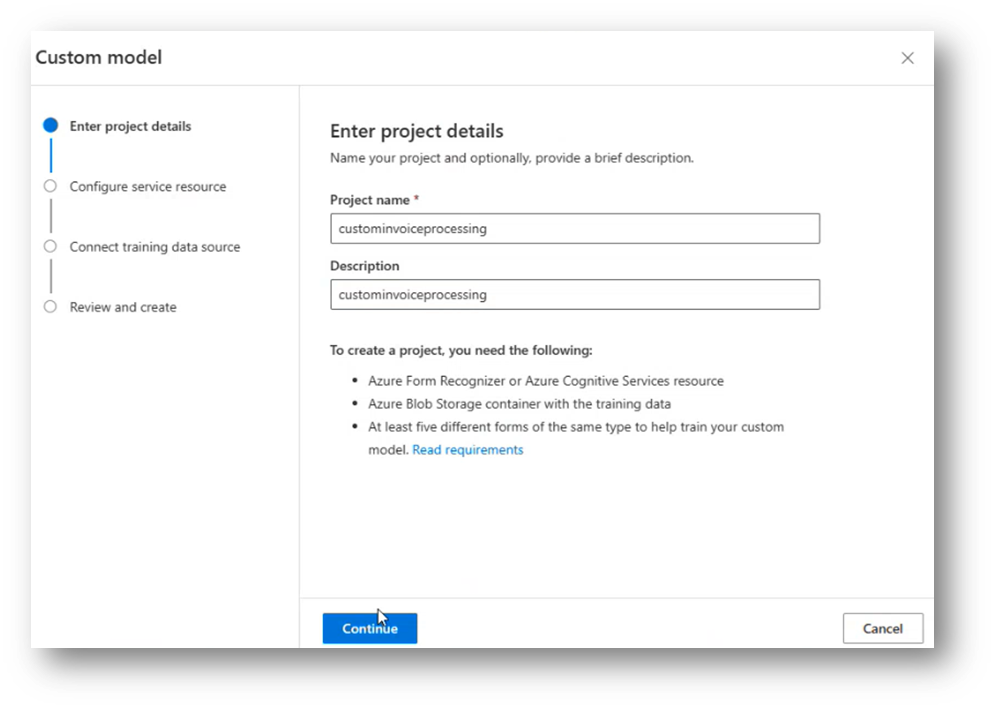 Custom model
Enter project details
Configure service resource
Connect training data source
Review and create
Enter project details
Name your project and optionally, provide a brief description.
Project name *
custominvoiceprocessing
Description
custominvoiceprocessing
To create a project, you need the following:
• Azure Form Recognizer or Azure Cognitive Services resource
• Azure Blob Storage container with the training data
• At least five different forms of the same type to help train your custom
model. Read requirements
Continue
Cancel